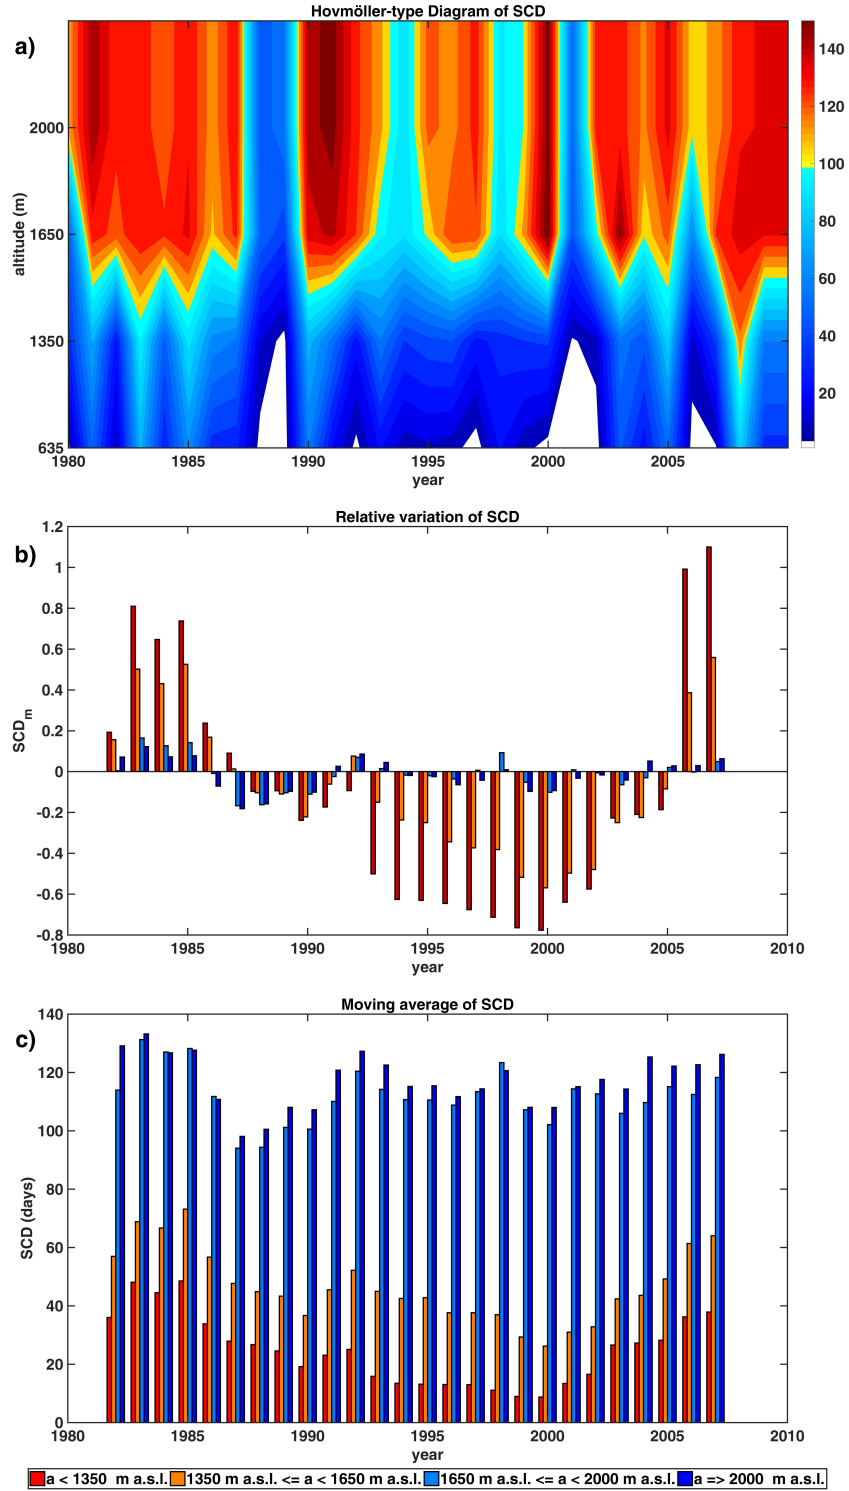 Hovmöller-type Diagram of SCD
a)
altitude (m)
2000
1650
1350
635
1980 1985 1990 1995 2000 2005
year
140
120
100
80
60
40
20
Relative variation of SCD
b)
SCDm
1.2
1
0.8
0.6
0.4
0.2
0
-0.2
-0.4
-0.6
-0.8
1980 1985 1990 1995 2000 2005 2010
year
Moving average of SCD
c)
SCD (days)
140
120
100
80
60
40
20
0
1980 1985 1990 1995 2000 2005 2010
year
a < 1350 m a.s.l. 1350 m a.s.l. <= a < 1650 m a.s.l. 1650 m a.s.l. <= a < 2000 m a.s.l. a => 2000 m a.s.l.